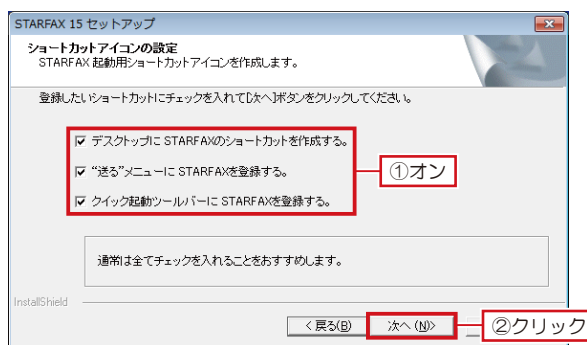 STARFAX 15 セットアップ
ショートカットアイコンの設定
STARFAX 起動用ショートカットアイコンを作成します。
登録したいショートカットにチェックを入れて[次へ]ボタンをクリックしてください。
デスクトップに STARFAXのショートカットを作成する。
“送る”メニューに STARFAXを登録する。
①オン
クイック起動ツールバーに STARFAXを登録する。
通常は全てチェックを入れることをおすすめします。
InstallShield
< 戻る(B)
次へ(N)>
②クリック